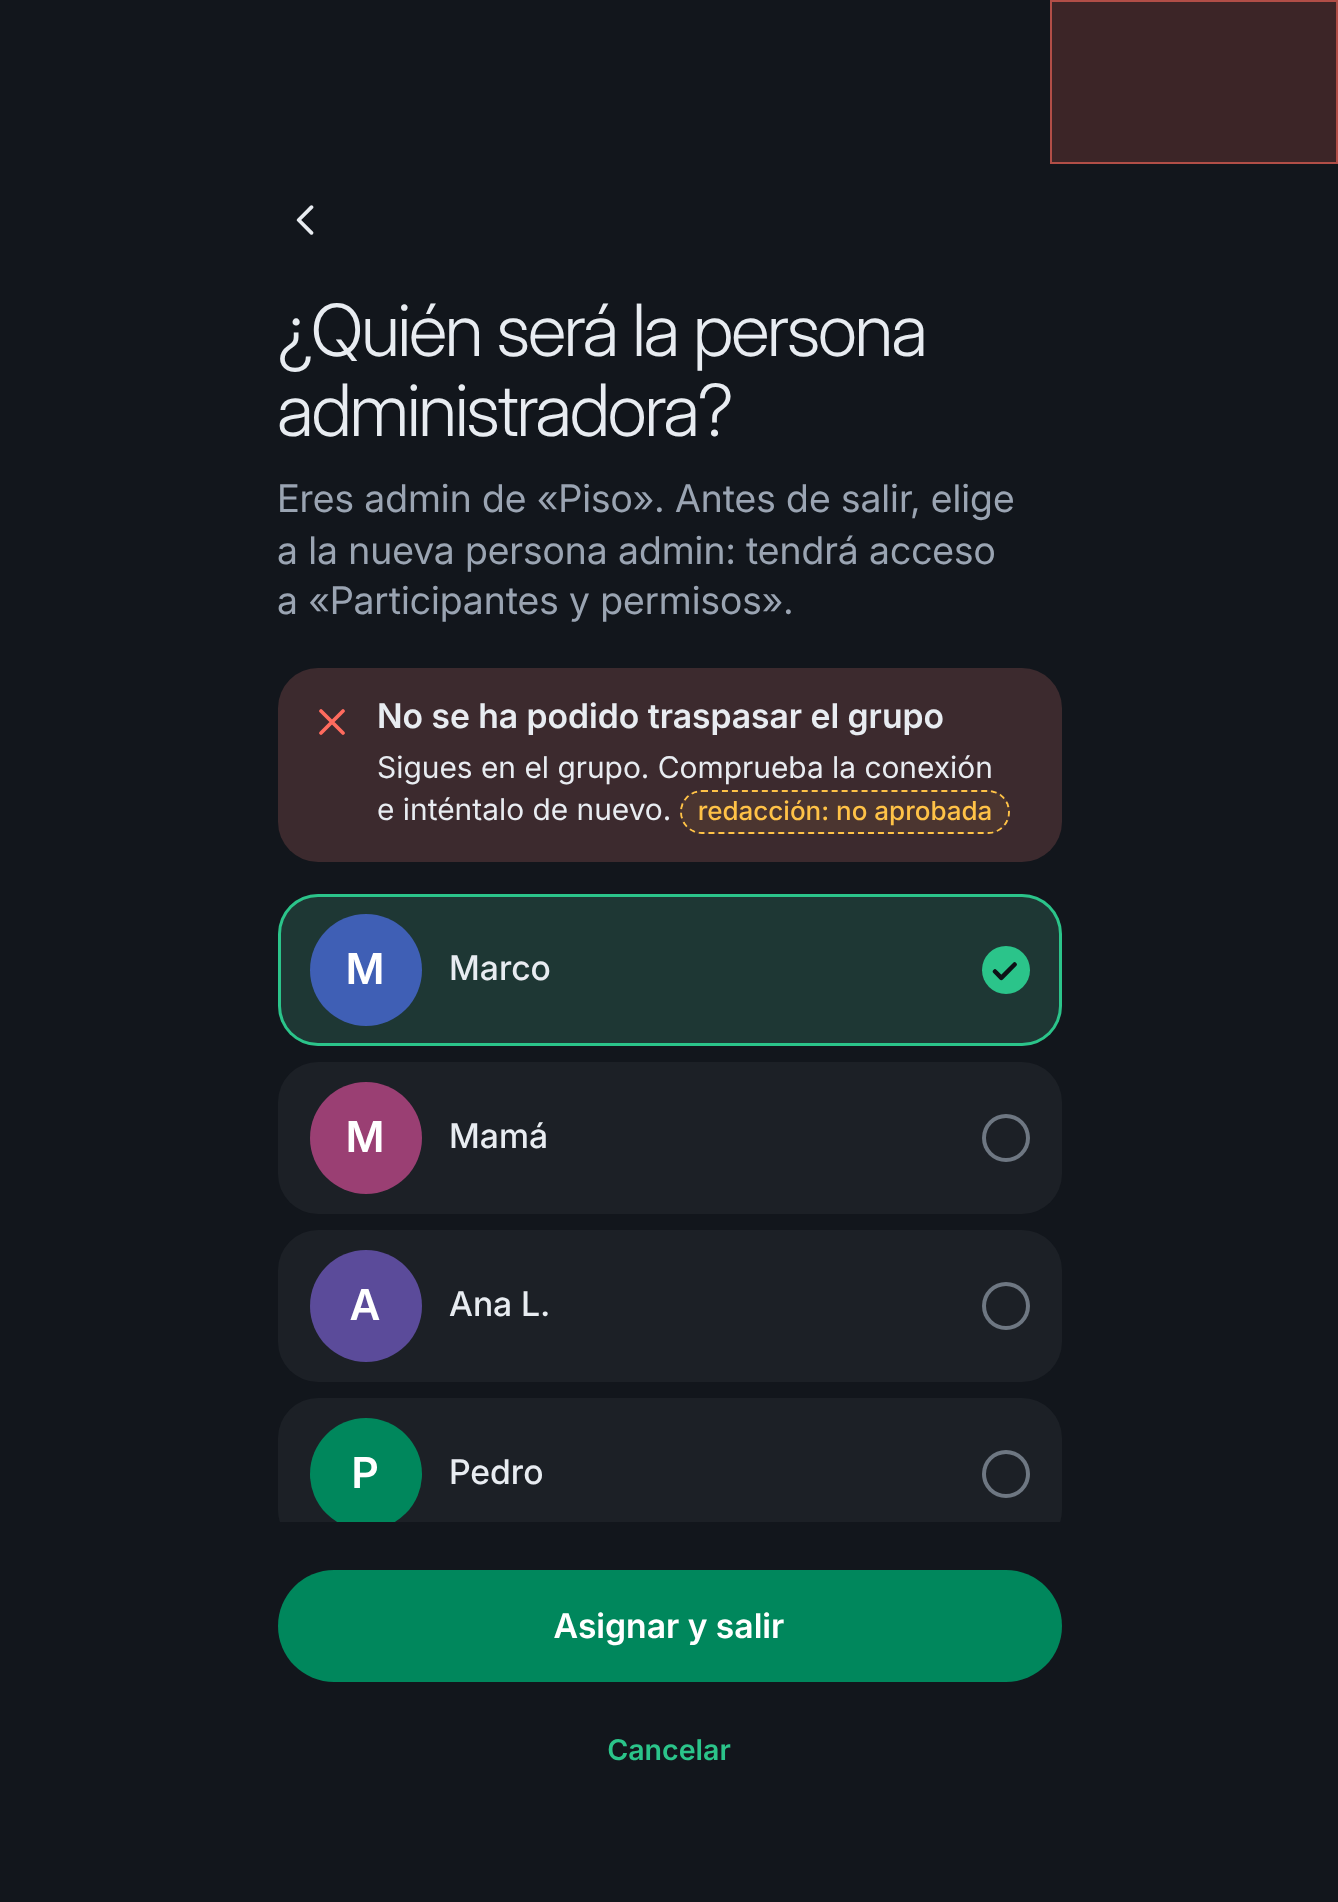 ¿Quién será la persona
administradora?
Eres admin de «Piso». Antes de salir, elige
a la nueva persona admin: tendrá acceso
a «Participantes y permisos».
No se ha podido traspasar el grupo
Sigues en el grupo. Comprueba la conexión
e inténtalo de nuevo. redacción: no aprobada
M Marco
M Mamá
A Ana L.
P Pedro
Asignar y salir
Cancelar